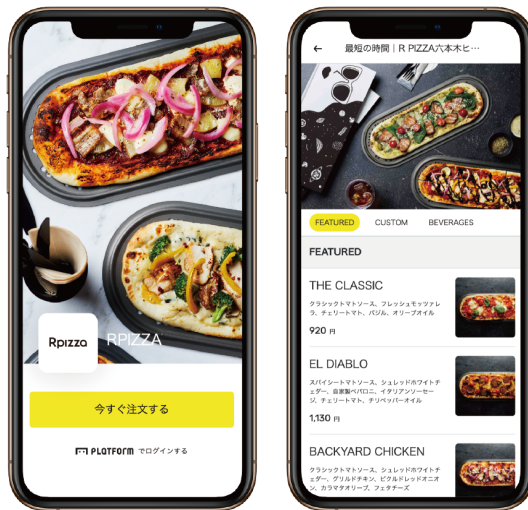 Rpizza
RPIZZA
今すぐ注文する
PLATFORM でログインする
最短の時間｜R PIZZA六本木ヒ…
FEATURED
CUSTOM
BEVERAGES
FEATURED
THE CLASSIC
クラシックトマトソース、フレッシュモッツァレ
ラ、チェリートマト、バジル、オリーブオイル
920 円
EL DIABLO
スパイシートマトソース、シュレッドホワイトチ
ェダー、自家製ペパロニ、イタリアンソーセー
ジ、チェリートマト、チリペッパーオイル
1,130 円
BACKYARD CHICKEN
クラシックトマトソース、シュレッドホワイトチ
ェダー、グリルドチキン、ピクルドレッドオニオ
ン、カラマタオリーブ、フェタチーズ